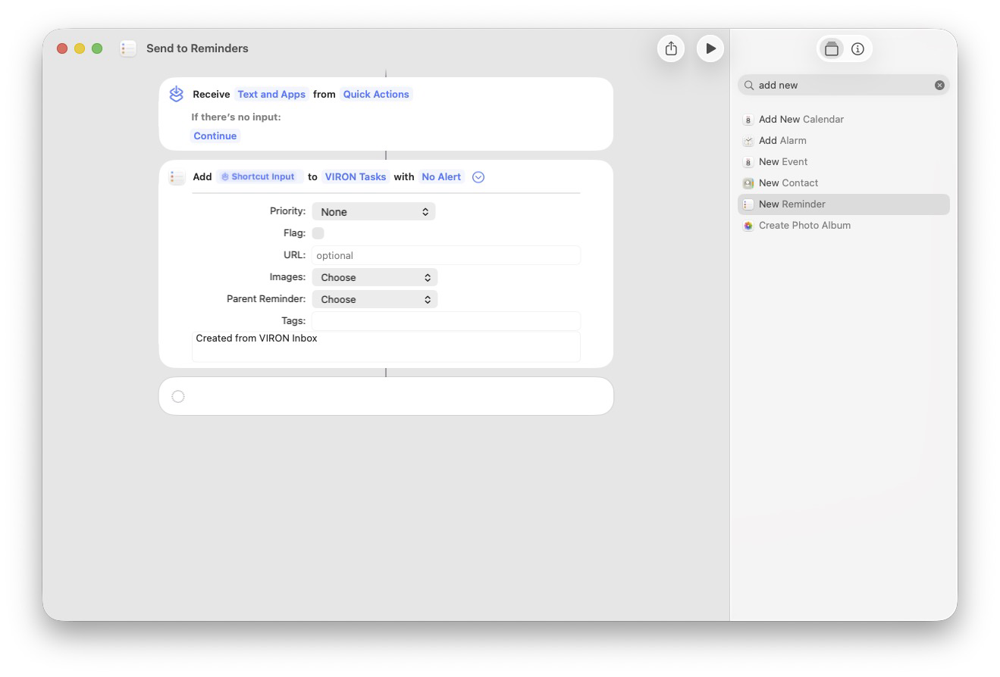 Send to Reminders
Receive Text and Apps from Quick Actions
If there's no input:
Continue
Add Shortcut Input to VIRON Tasks with No Alert
Priority: None
Flag:
URL: optional
Images: Choose
Parent Reminder: Choose
Tags:
Created from VIRON Inbox
add new
8 Add New Calendar
Add Alarm
8 New Event
New Contact
New Reminder
Create Photo Album